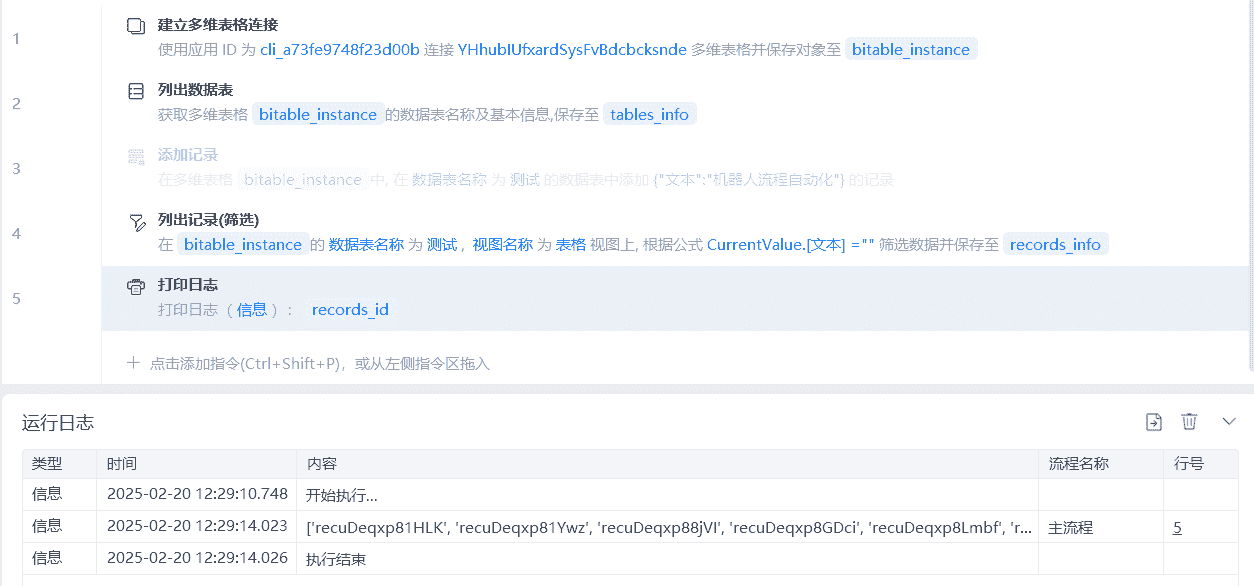 1
建立多维表格连接
使用应用 ID 为 cli_a73fe9748f23d00b 连接 YHhubIUfxardSysFvBdcbcksnde 多维表格并保存对象至 bitable_instance
2
列出数据表
获取多维表格 bitable_instance 的数据表名称及基本信息,保存至 tables_info
3
添加记录
在多维表格 bitable_instance 中, 在 数据表名称 为 测试 的数据表中添加 {"文本":"机器人流程自动化"} 的记录
4
列出记录(筛选)
在 bitable_instance 的 数据表名称 为 测试 , 视图名称 为 表格 视图上, 根据公式 CurrentValue.[文本] ="" 筛选数据并保存至 records_info
5
打印日志
打印日志（ 信息 ）： records_id
点击添加指令(Ctrl+Shift+P)，或从左侧指令区拖入
运行日志
类型 时间 内容 流程名称 行号
信息 2025-02-20 12:29:10.748 开始执行...
信息 2025-02-20 12:29:14.023 ['recuDeqxp81HLK', 'recuDeqxp81Ywz', 'recuDeqxp88jVI', 'recuDeqxp8GDci', 'recuDeqxp8Lmbf', 'r... 主流程 5
信息 2025-02-20 12:29:14.026 执行结束